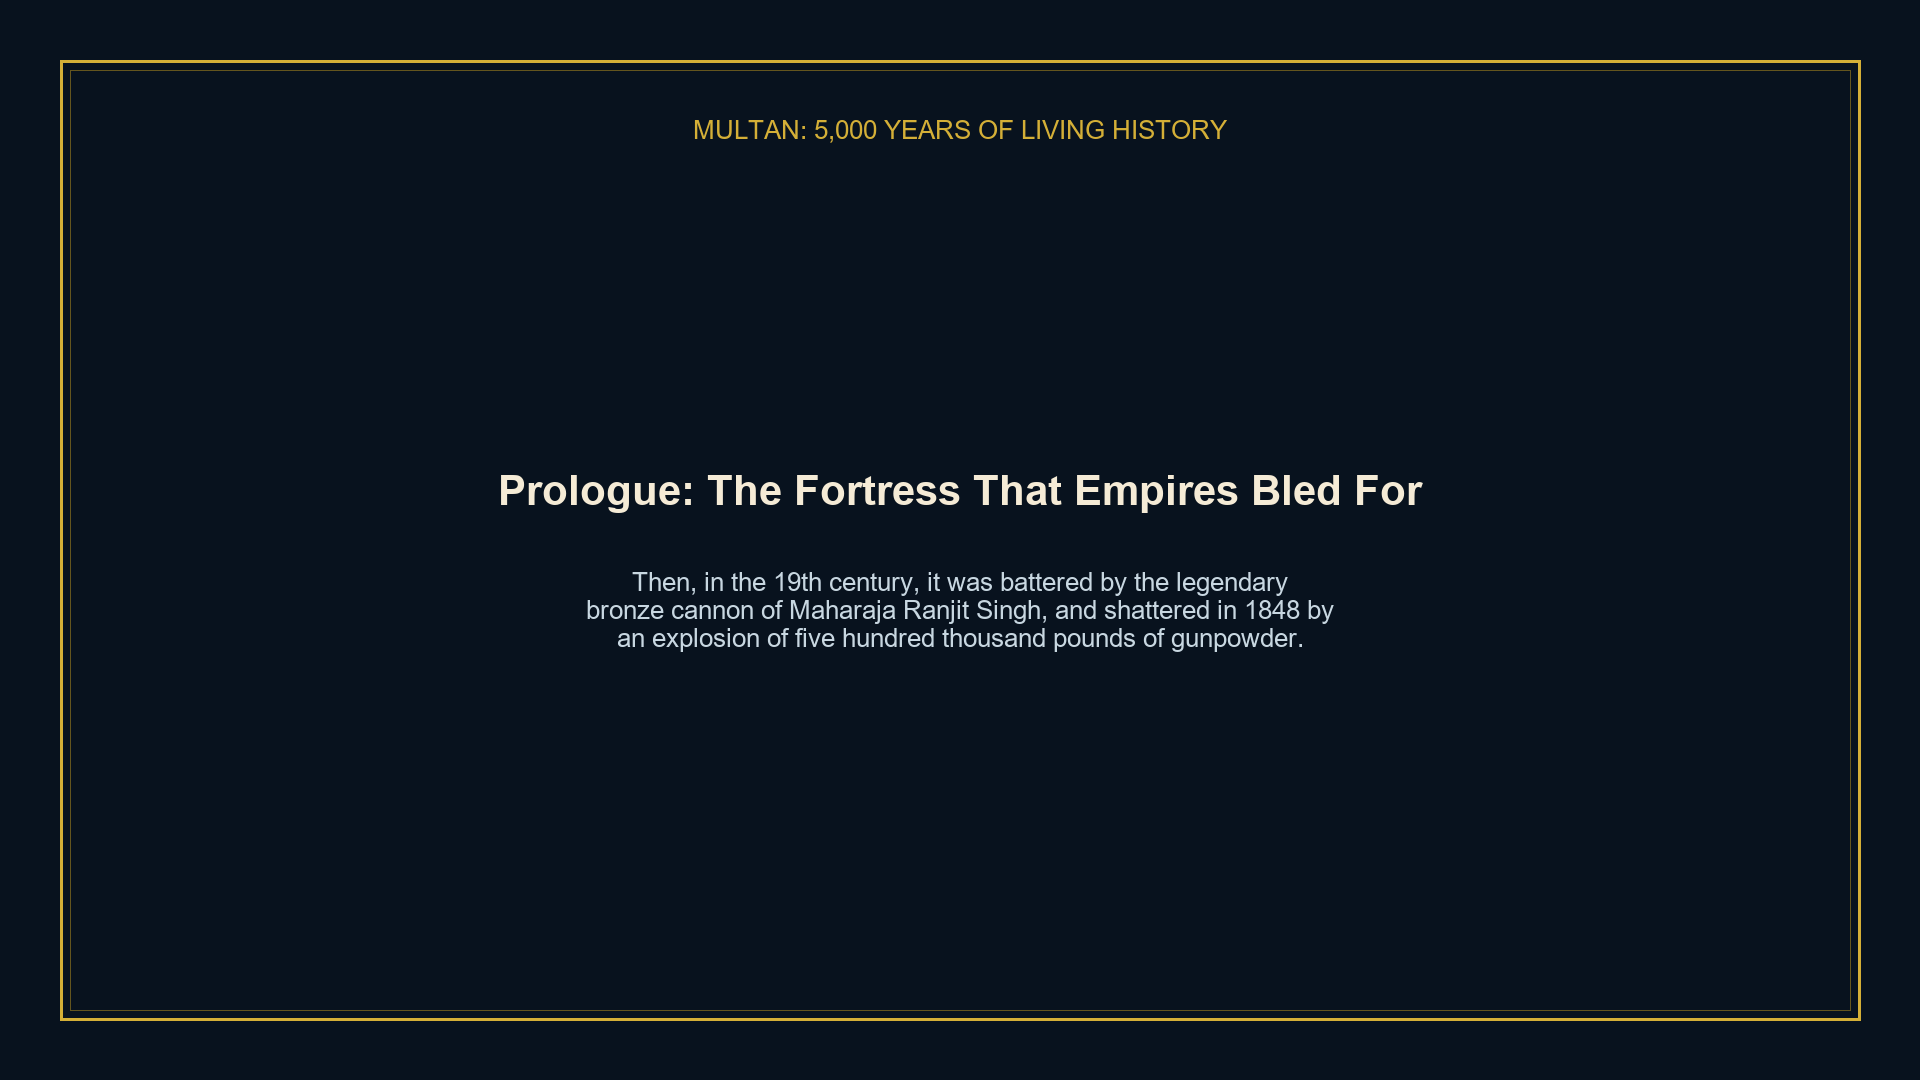 MULTAN: 5,000 YEARS OF LIVING HISTORY
Prologue: The Fortress That Empires Bled For
Then, in the 19th century, it was battered by the legendary
bronze cannon of Maharaja Ranjit Singh, and shattered in 1848 by
an explosion of five hundred thousand pounds of gunpowder.